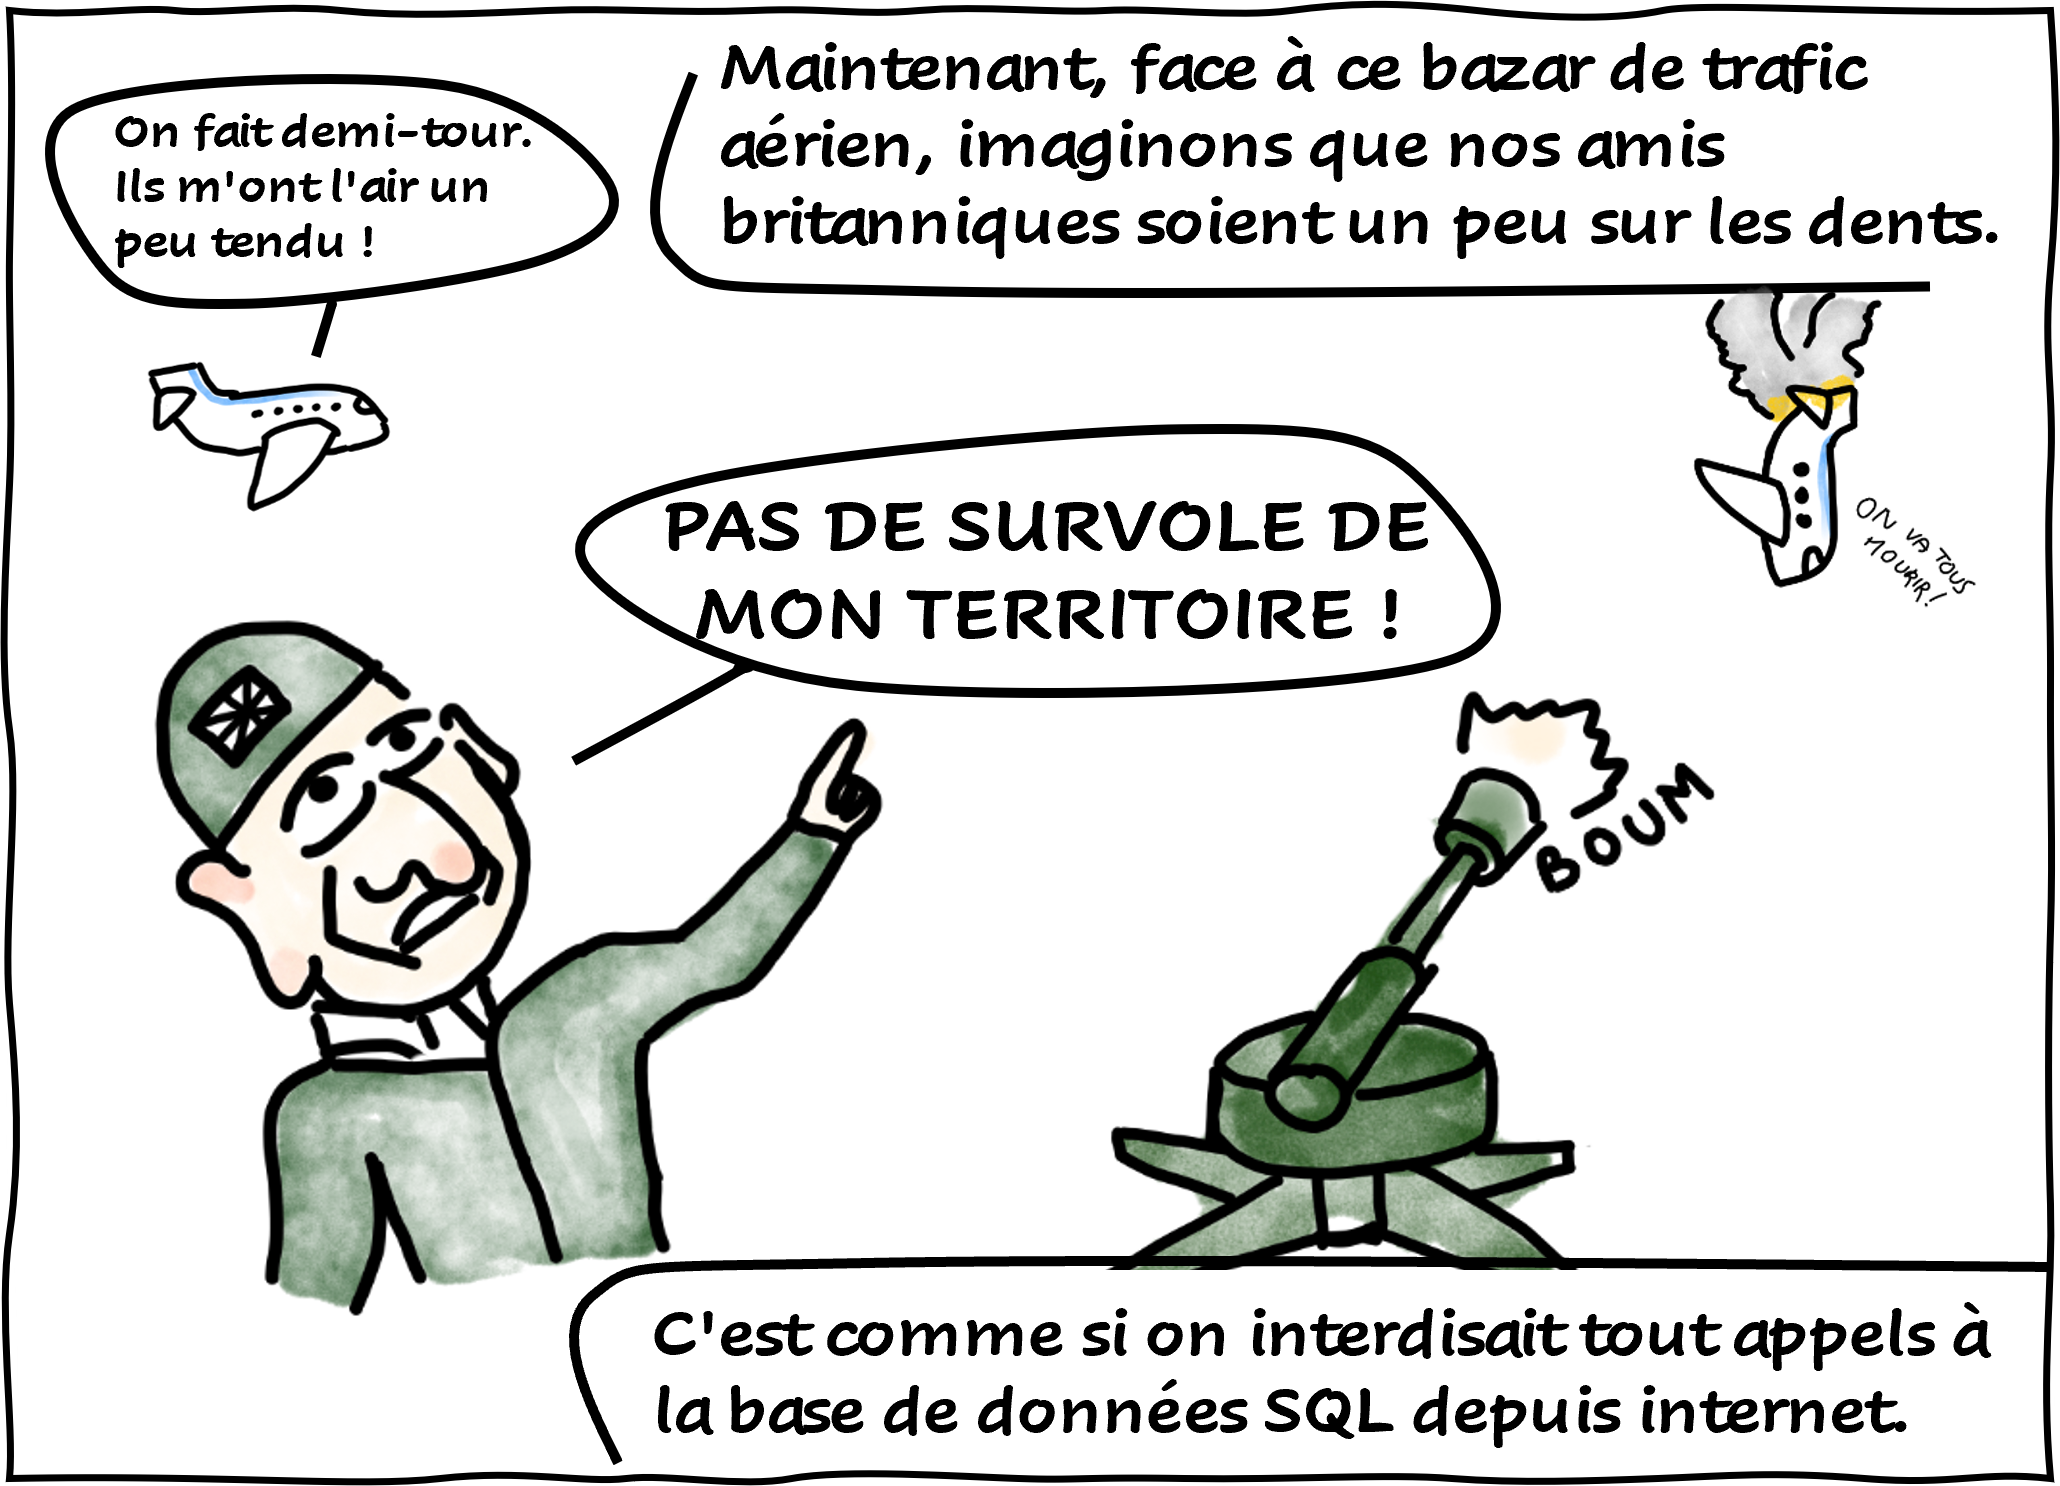 On fait demi-tour.
Ils m'ont l'air un
peu tendu !
Maintenant, face à ce bazar de trafic
aérien, imaginons que nos amis
britanniques soient un peu sur les dents.
ON VA TOUS
MOURIR !
PAS DE SURVOLE DE
MON TERRITOIRE !
BOUM
C'est comme si on interdisait tout appels à
la base de données SQL depuis internet.